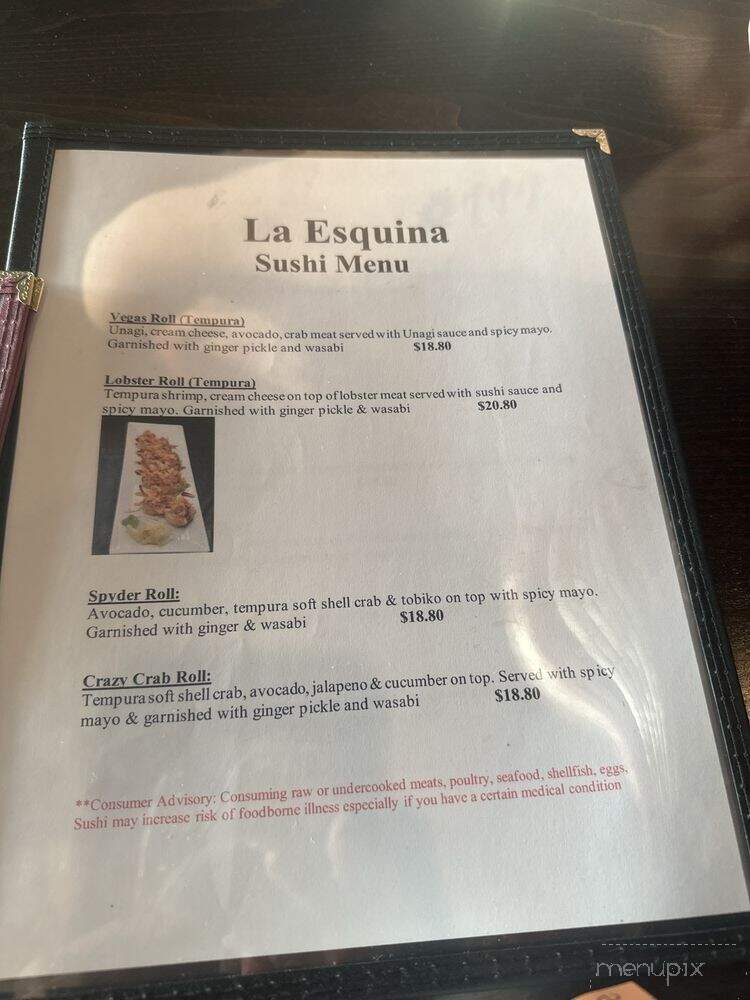 La Esquina
Sushi Menu
Vegas Roll (Tempura)
Unagi, cream cheese, avocado, crab meat served with Unagi sauce and spicy mayo.
Garnished with ginger pickle and wasabi $18.80
Lobster Roll (Tempura)
Tempura shrimp, cream cheese on top of lobster meat served with sushi sauce and
spicy mayo. Garnished with ginger pickle & wasabi $20.80
Spyder Roll:
Avocado, cucumber, tempura soft shell crab & tobiko on top with spicy mayo.
Garnished with ginger & wasabi $18.80
Crazy Crab Roll:
Tempura soft shell crab, avocado, jalapeno & cucumber on top. Served with spicy
mayo & garnished with ginger pickle and wasabi $18.80
**Consumer Advisory: Consuming raw or undercooked meats, poultry, seafood, shellfish, eggs,
Sushi may increase risk of foodborne illness especially if you have a certain medical condition
menupix